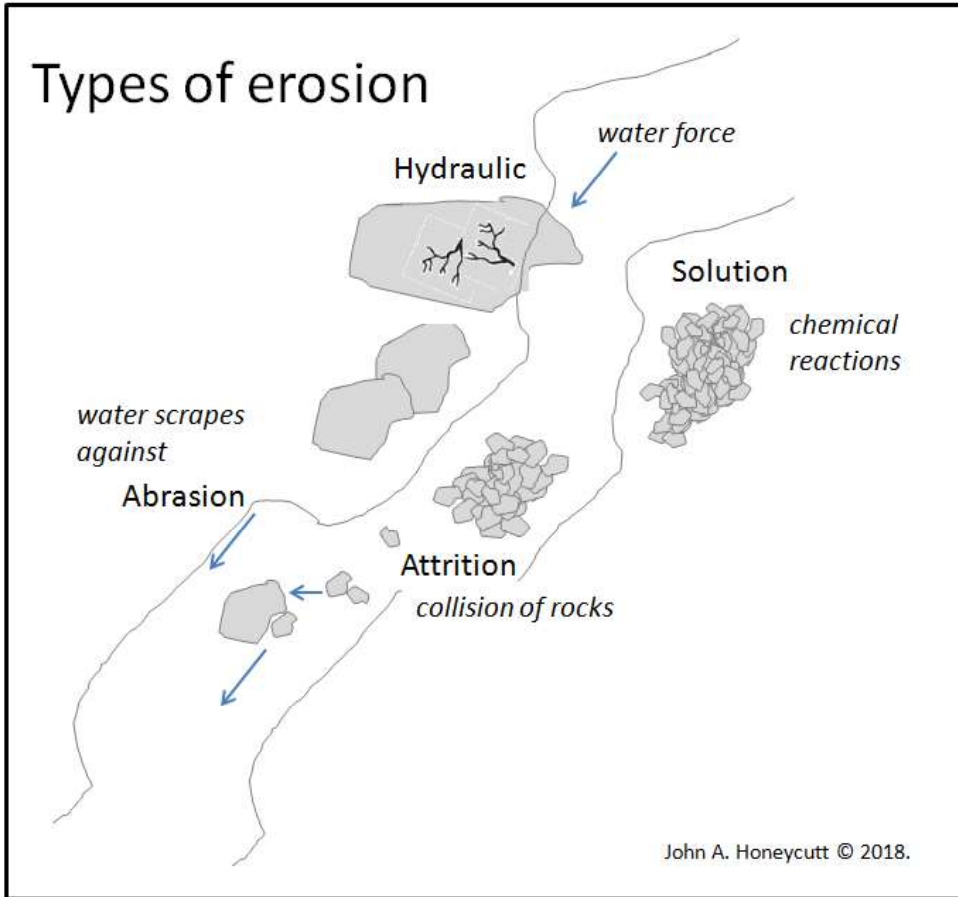 Types of erosion
water force
Hydraulic
Solution
chemical
reactions
water scrapes
against
Abrasion
Attrition
collision of rocks
John A. Honeycutt © 2018.